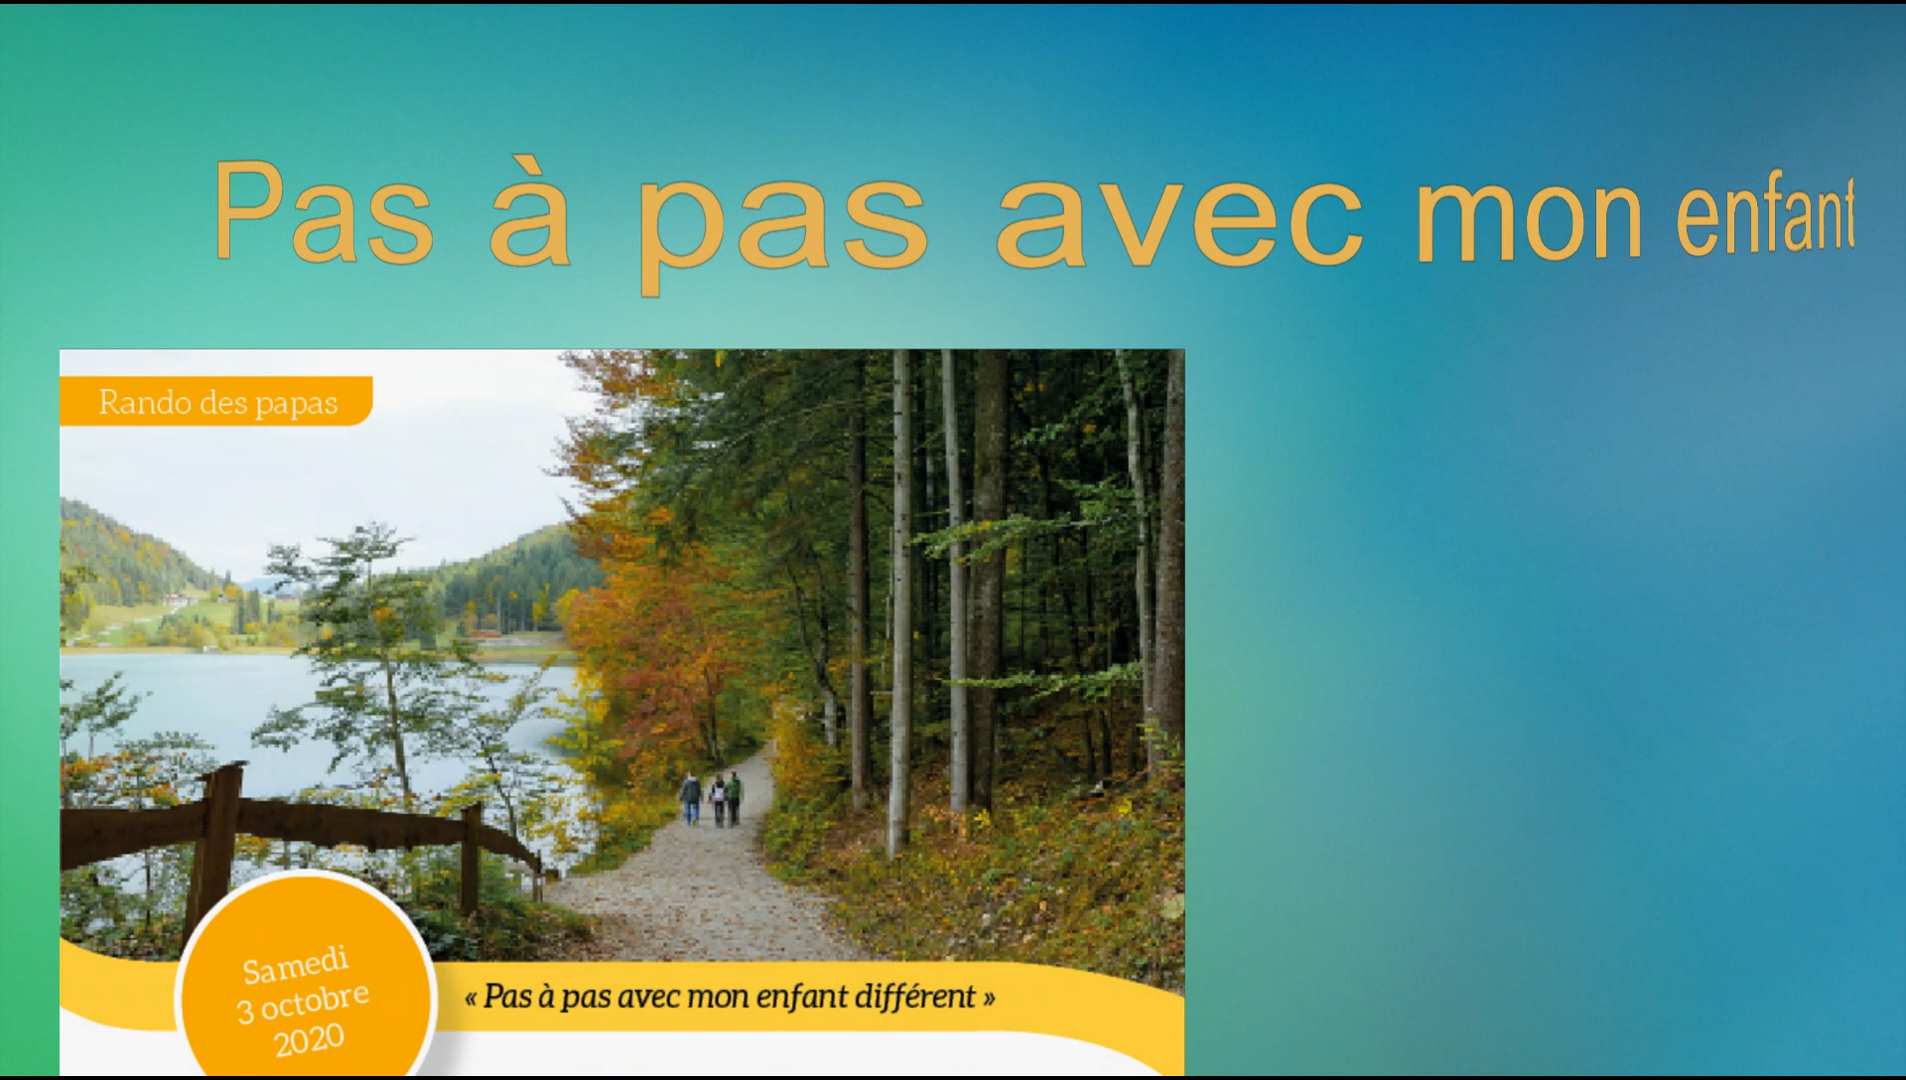 Pas à pas avec mon enfant
Rando des papas
Samedi
3 octobre
2020
« Pas à pas avec mon enfant différent »